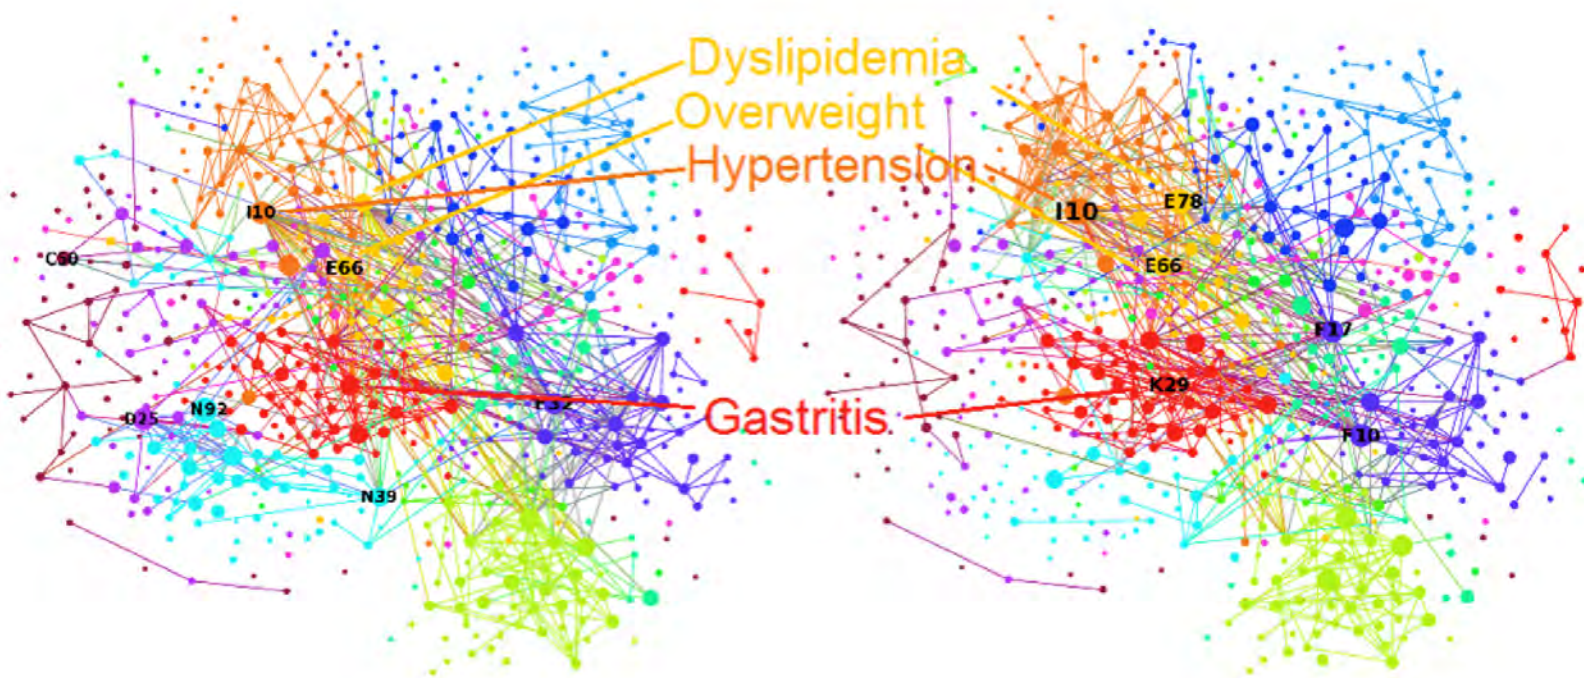 Dyslipidemia
Overweight
Hypertension
I10
E66
C50
D25
N92
F32
N39
Gastritis.
I10
E78
E66
F17
K29
F10